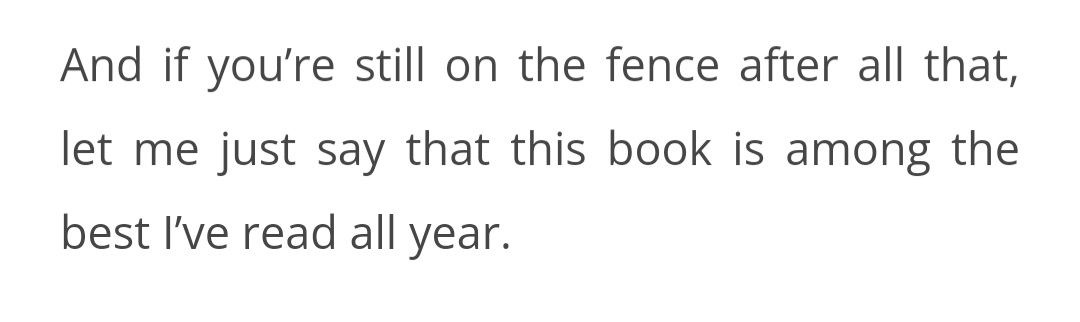 And if you’re still on the fence after all that,
let me just say that this book is among the
best I’ve read all year.